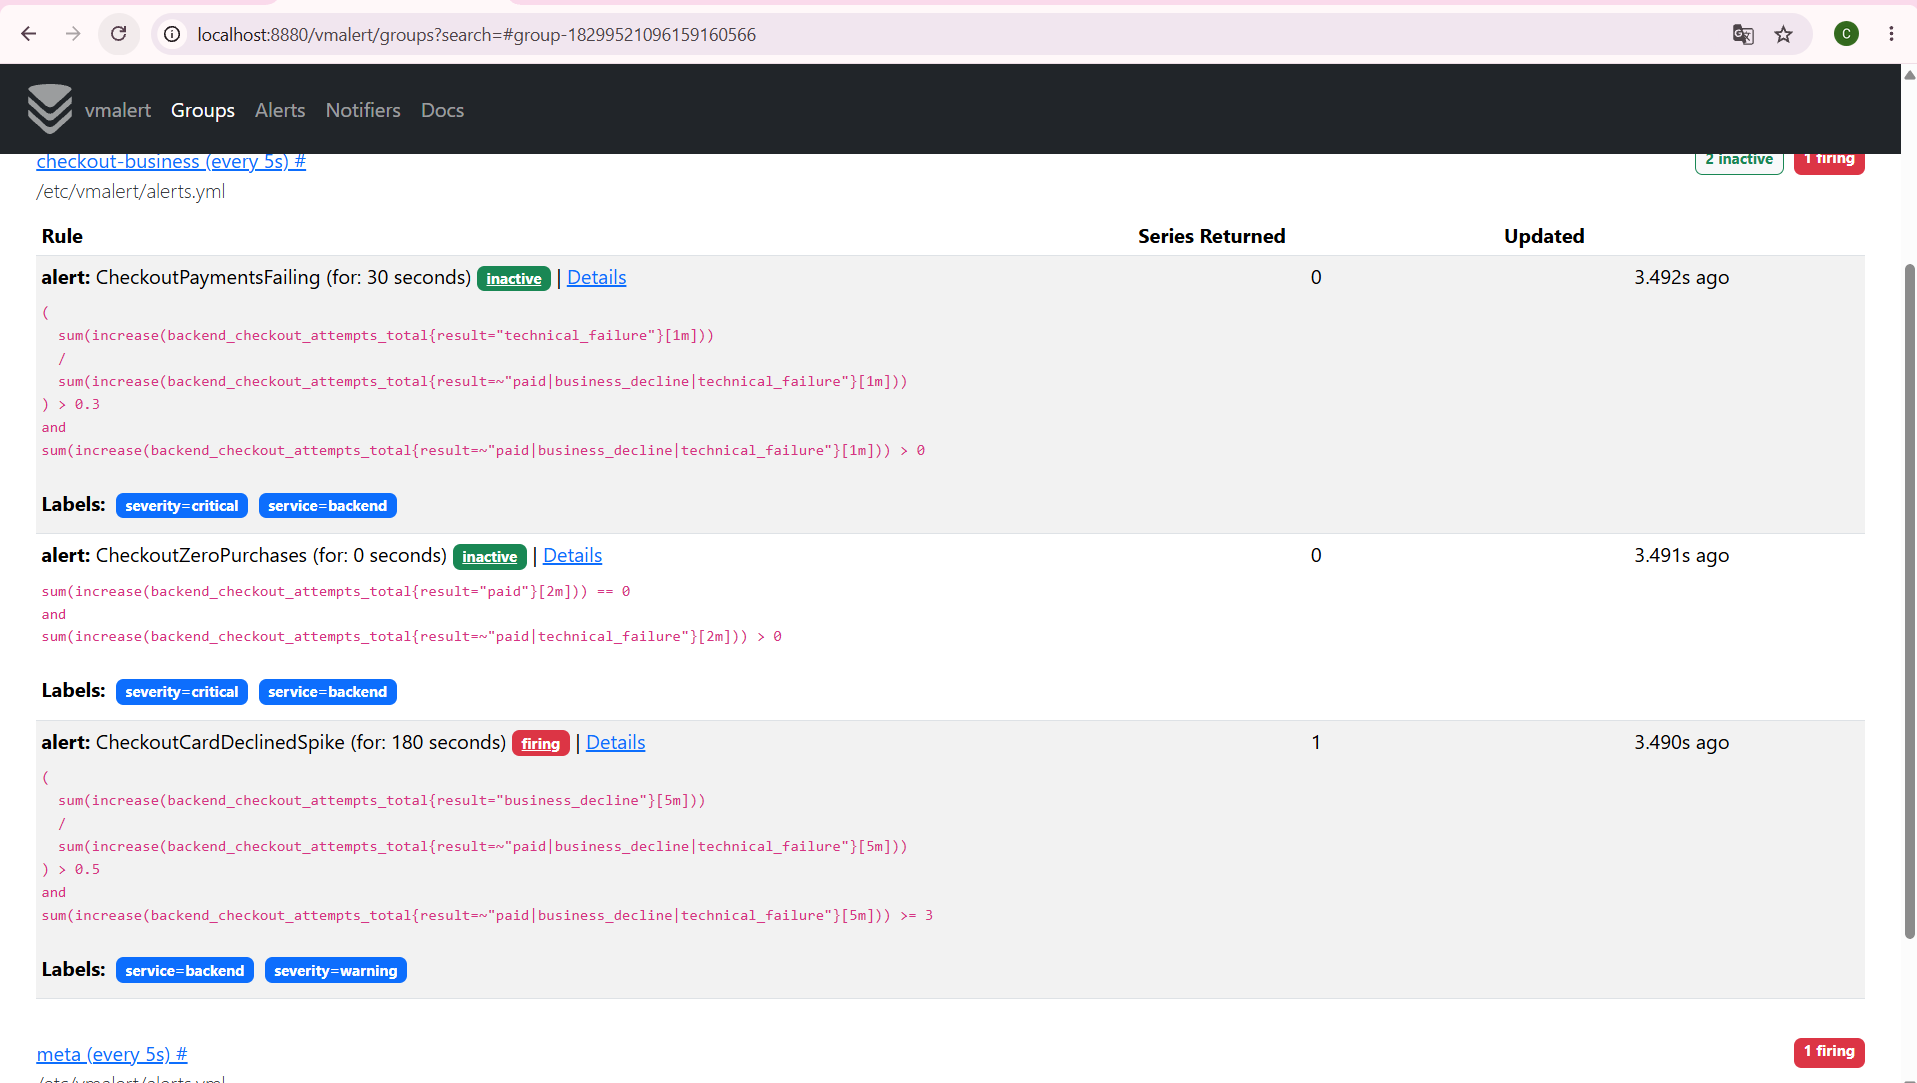 localhost:8880/vmalert/groups?search=#group-18299521096159160566
C
vmalert Groups Alerts Notifiers Docs
checkout-business (every 5s) # 2 inactive 1 firing
/etc/vmalert/alerts.yml
Rule Series Returned Updated
alert: CheckoutPaymentsFailing (for: 30 seconds) inactive | Details 0 3.492s ago
(
sum(increase(backend_checkout_attempts_total{result="technical_failure"}[1m]))
/
sum(increase(backend_checkout_attempts_total{result=~"paid|business_decline|technical_failure"}[1m]))
) > 0.3
and
sum(increase(backend_checkout_attempts_total{result=~"paid|business_decline|technical_failure"}[1m])) > 0
Labels: severity=critical service=backend
alert: CheckoutZeroPurchases (for: 0 seconds) inactive | Details 0 3.491s ago
sum(increase(backend_checkout_attempts_total{result="paid"}[2m])) == 0
and
sum(increase(backend_checkout_attempts_total{result=~"paid|technical_failure"}[2m])) > 0
Labels: severity=critical service=backend
alert: CheckoutCardDeclinedSpike (for: 180 seconds) firing | Details 1 3.490s ago
(
sum(increase(backend_checkout_attempts_total{result="business_decline"}[5m]))
/
sum(increase(backend_checkout_attempts_total{result=~"paid|business_decline|technical_failure"}[5m]))
) > 0.5
and
sum(increase(backend_checkout_attempts_total{result=~"paid|business_decline|technical_failure"}[5m])) >= 3
Labels: service=backend severity=warning
meta (every 5s) # 1 firing
/etc/vmalert/alerts.yml